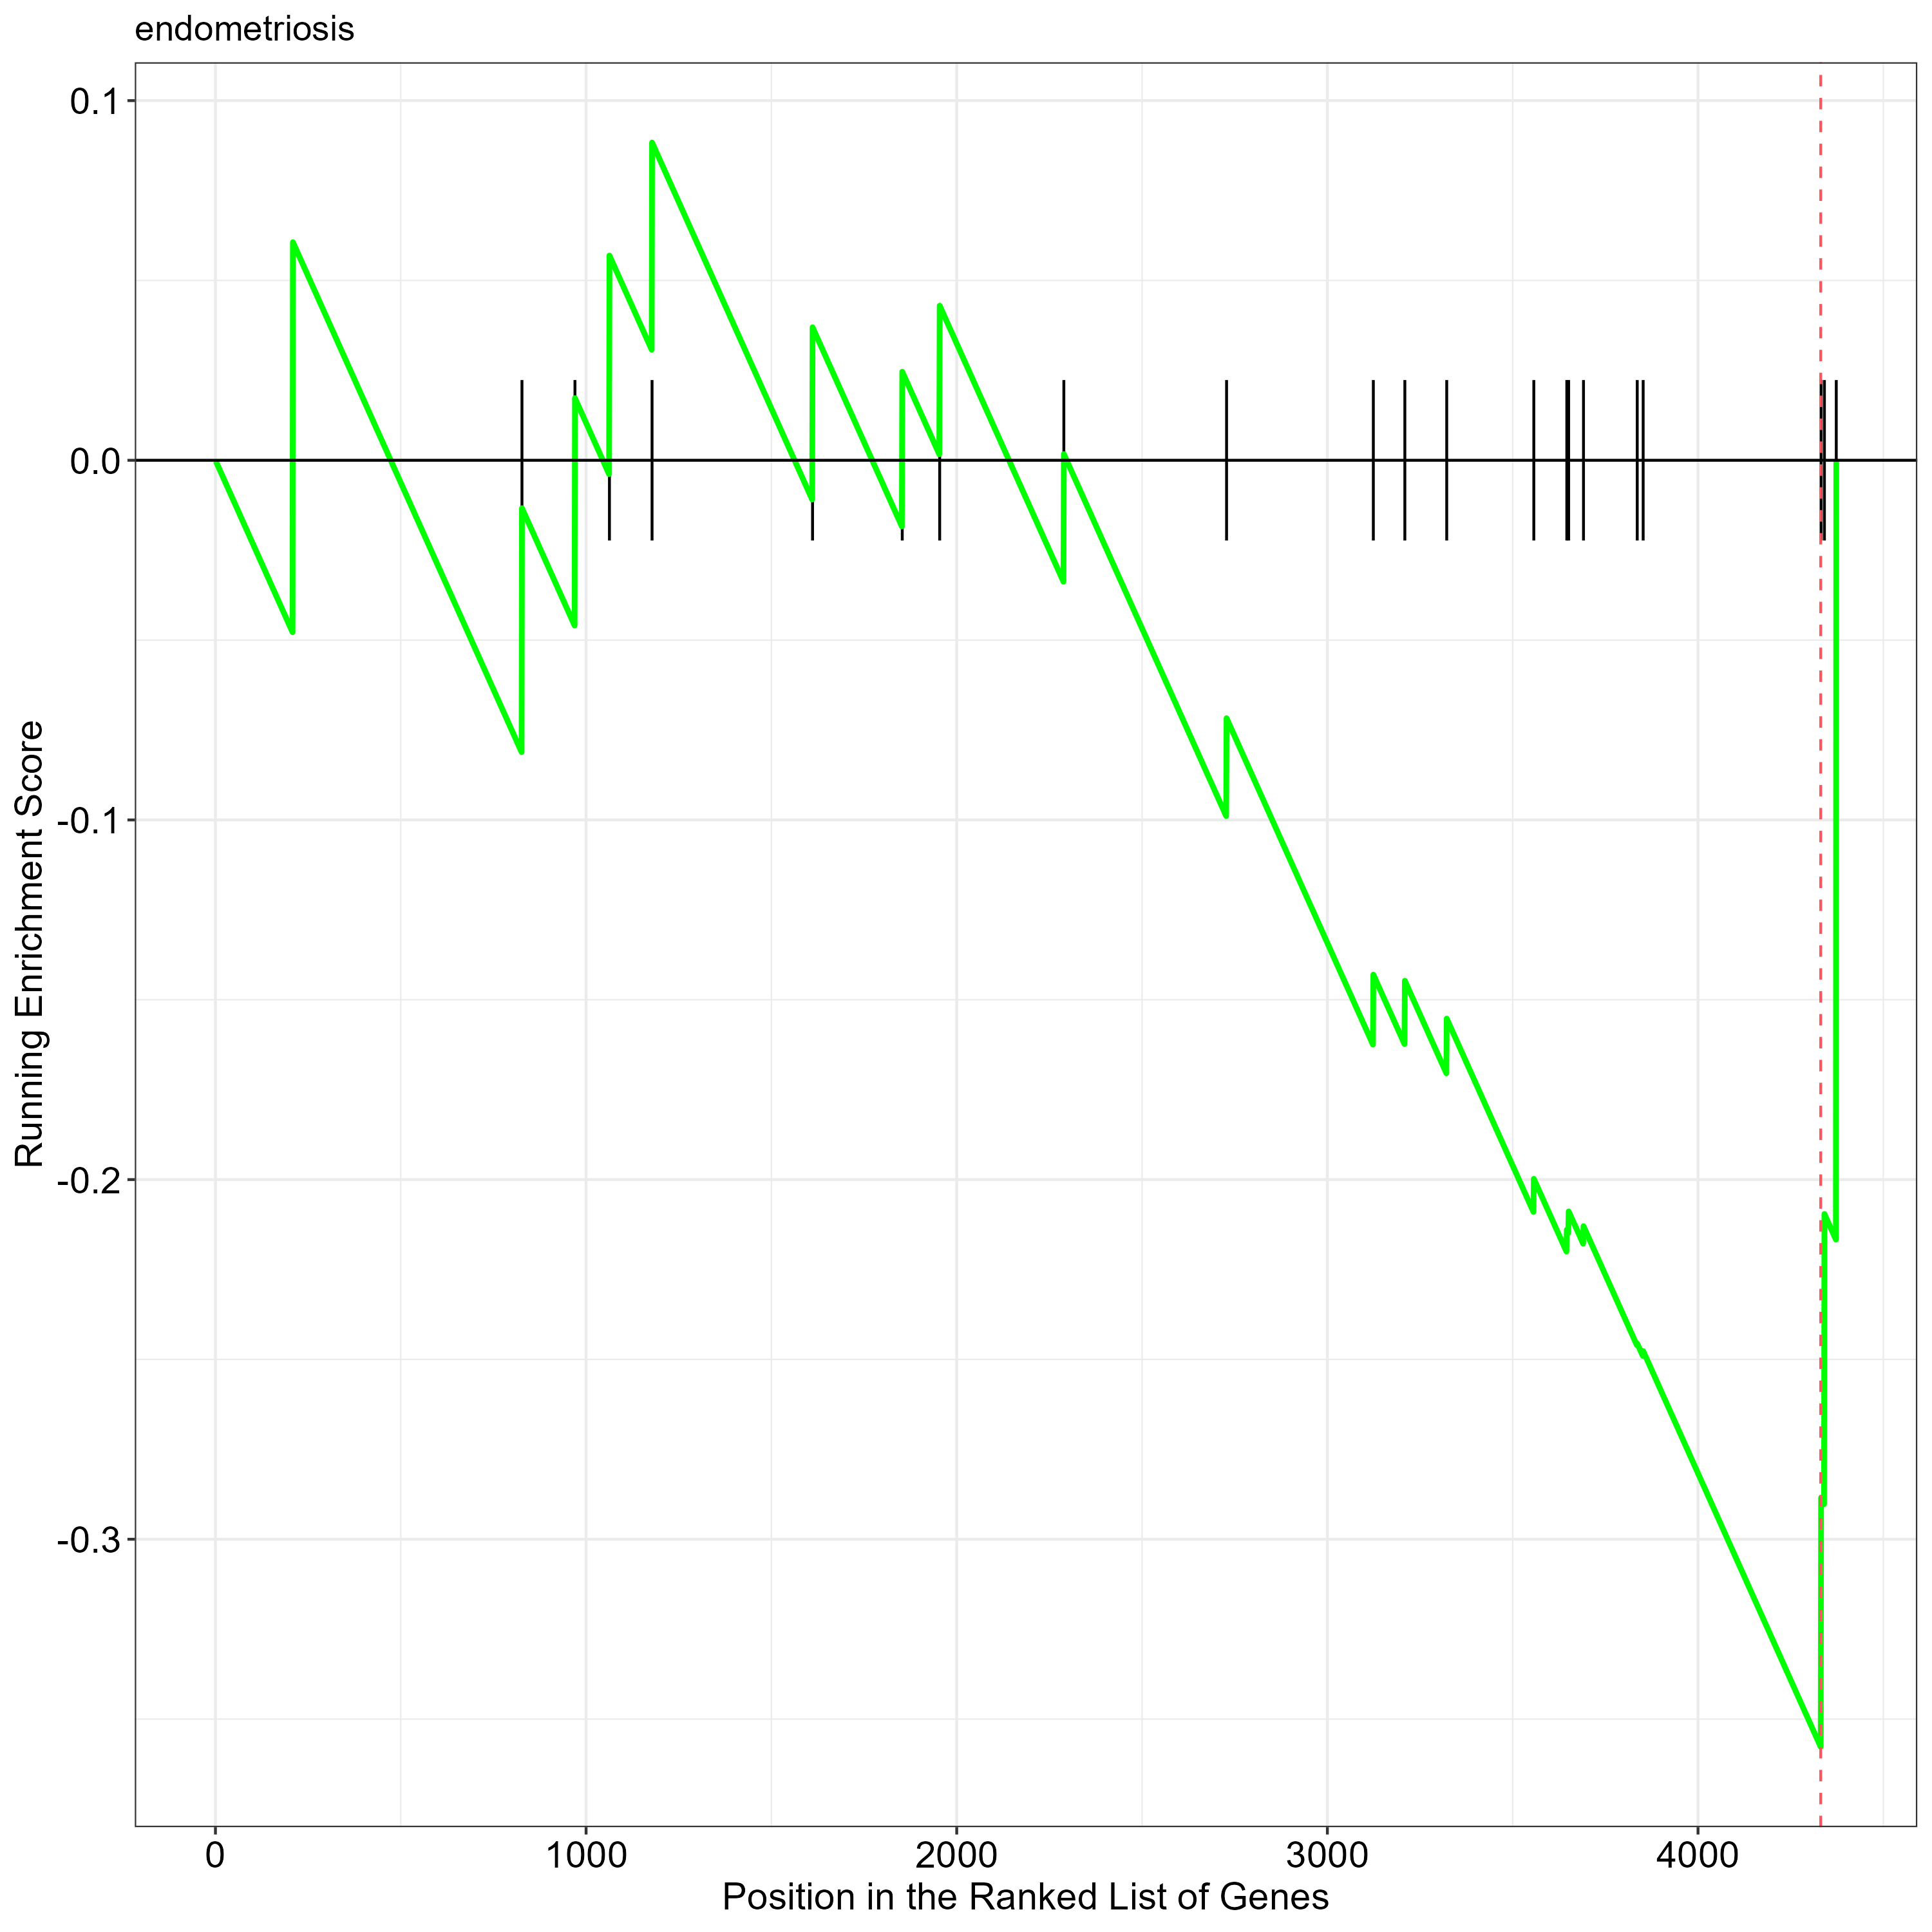 endometriosis
0.1
0.0
-0.1
-0.2
-0.3
Running Enrichment Score
0 1000 2000 3000 4000
Position in the Ranked List of Genes